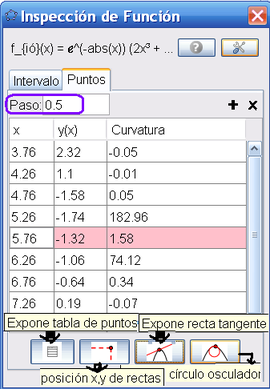 Inspección de Función
f_{ió}(x) = e^(-abs(x)) (2x³ + ...
Intervalo Puntos
Paso: 0.5
x y(x) Curvatura
3.76 2.32 -0.05
4.26 1.1 -0.01
4.76 -1.58 0.05
5.26 -1.74 182.96
5.76 -1.32 1.58
6.26 -1.06 74.12
6.76 -0.64 0.34
7.26 0.19 -0.07
Expone tabla de puntos Expone recta tangente
posición x,y de rectas círculo osculador